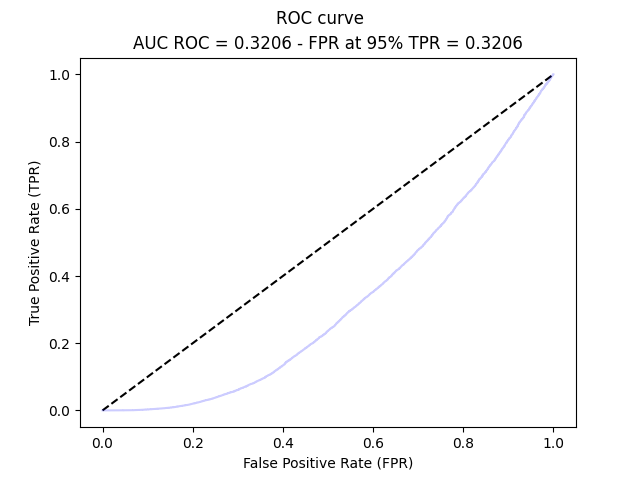 ROC curve
AUC ROC = 0.3206 - FPR at 95% TPR = 0.3206
1.0
0.8
0.6
0.4
0.2
0.0
True Positive Rate (TPR)
0.0 0.2 0.4 0.6 0.8 1.0
False Positive Rate (FPR)